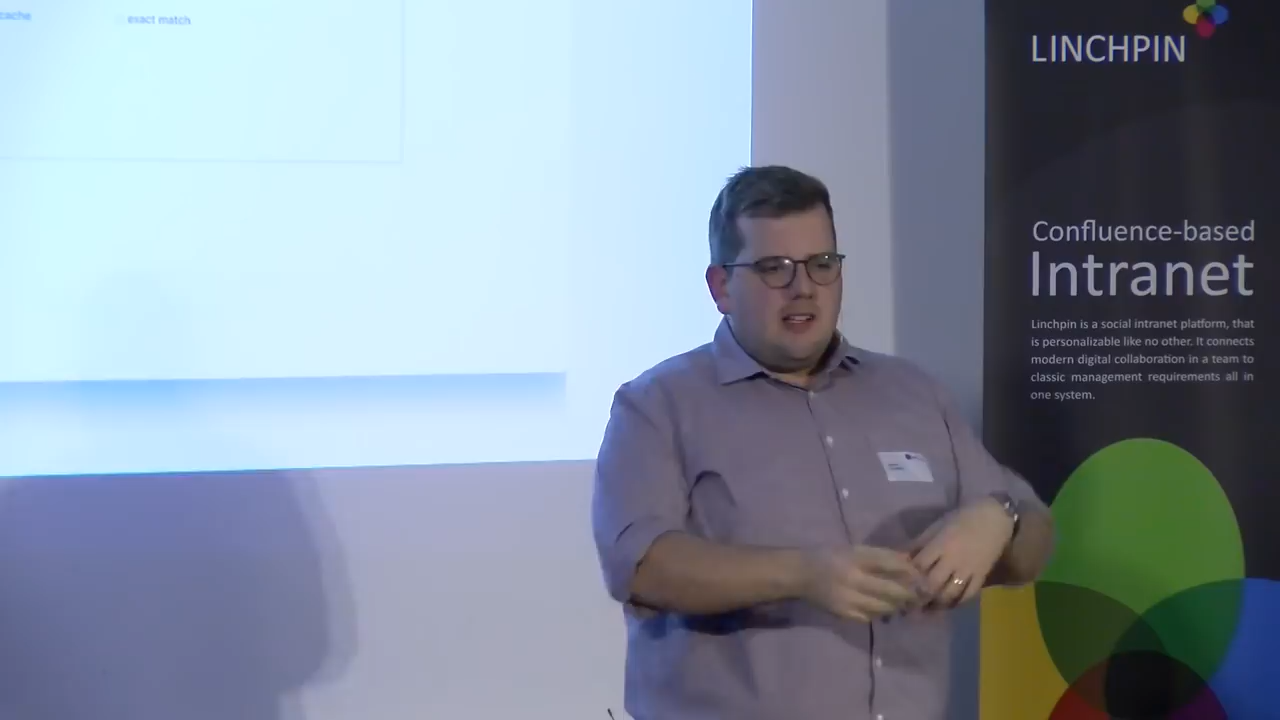 cache
exact match
LINCHPIN
Confluence-based
Intranet
Linchpin is a social intranet platform, that
is personalizable like no other. It connects
modern digital collaboration in a team to
classic management requirements all in
one system.